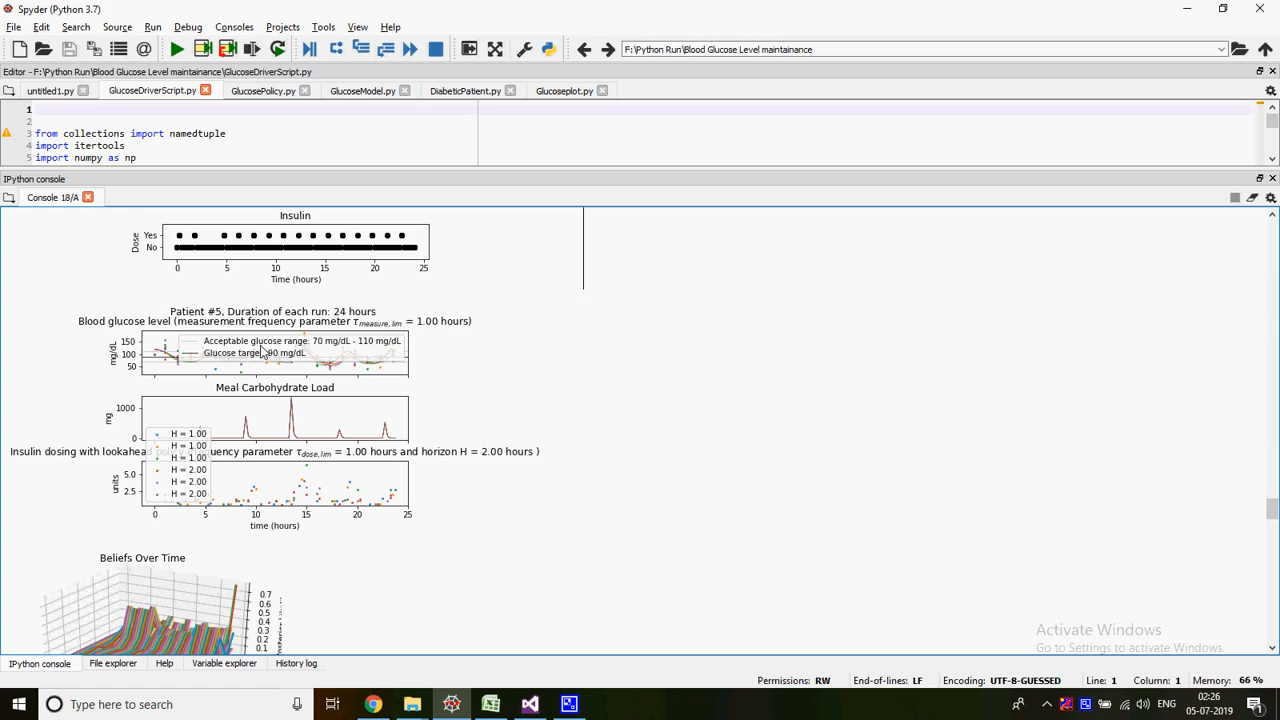 Spyder (Python 3.7)
File Edit Search Run Debug Consoles Projects Tools View Help
F:\Python Run\Blood Glucose Level maintainance
Editor - F:\Python Run\Blood Glucose Level maintainance\GlucoseDriverScript.py
untitled1.py GlucoseDriverScript.py GlucosePolicy.py GlucoseModel.py DiabeticPatient.py Glucoseplot.py
1
2
3 from collections import namedtuple
4 import itertools
5 import numpy as np
IPython console
Console 18/A
Insulin
Dose
Yes
No
0 5 10 15 20 25
Time (hours)
Patient #5, Duration of each run: 24 hours
Blood glucose level (measurement frequency parameter τmeasure, lim = 1.00 hours)
mg/dL
150
100
50
Acceptable glucose range: 70 mg/dL - 110 mg/dL
Glucose target: 90 mg/dL
Meal Carbohydrate Load
mg
1000
0
H = 1.00
H = 1.00
H = 1.00
H = 2.00
H = 2.00
H = 2.00
Insulin dosing with lookahead frequency parameter τdose, lim = 1.00 hours and horizon H = 2.00 hours )
units
5.0
2.5
0 5 10 15 20 25
time (hours)
Beliefs Over Time
0.7
0.6
0.5
0.4
0.3
0.2
0.1
Activate Windows
Go to Settings to activate Windows.
IPython console File explorer Help Variable explorer History log
Permissions: RW End-of-lines: LF Encoding: UTF-8-GUESSED Line: 1 Column: 1 Memory: 66 %
Type here to search
ENG
02:26
05-07-2019
1